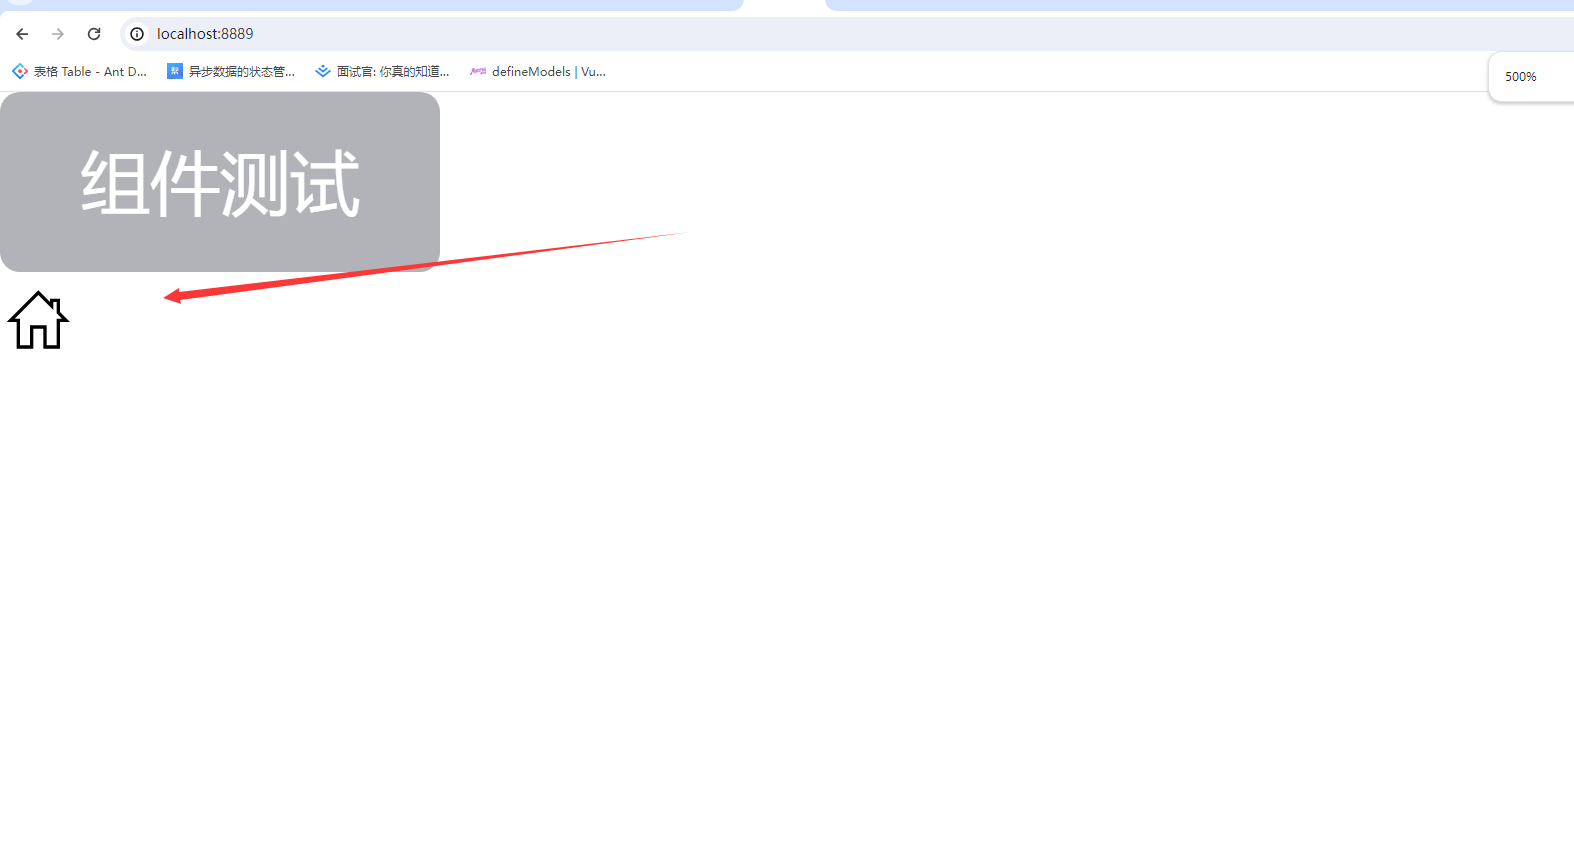 localhost:8889
表格 Table - Ant D...
异步数据的状态管...
面试官: 你真的知道...
defineModels | Vu...
500%
组件测试